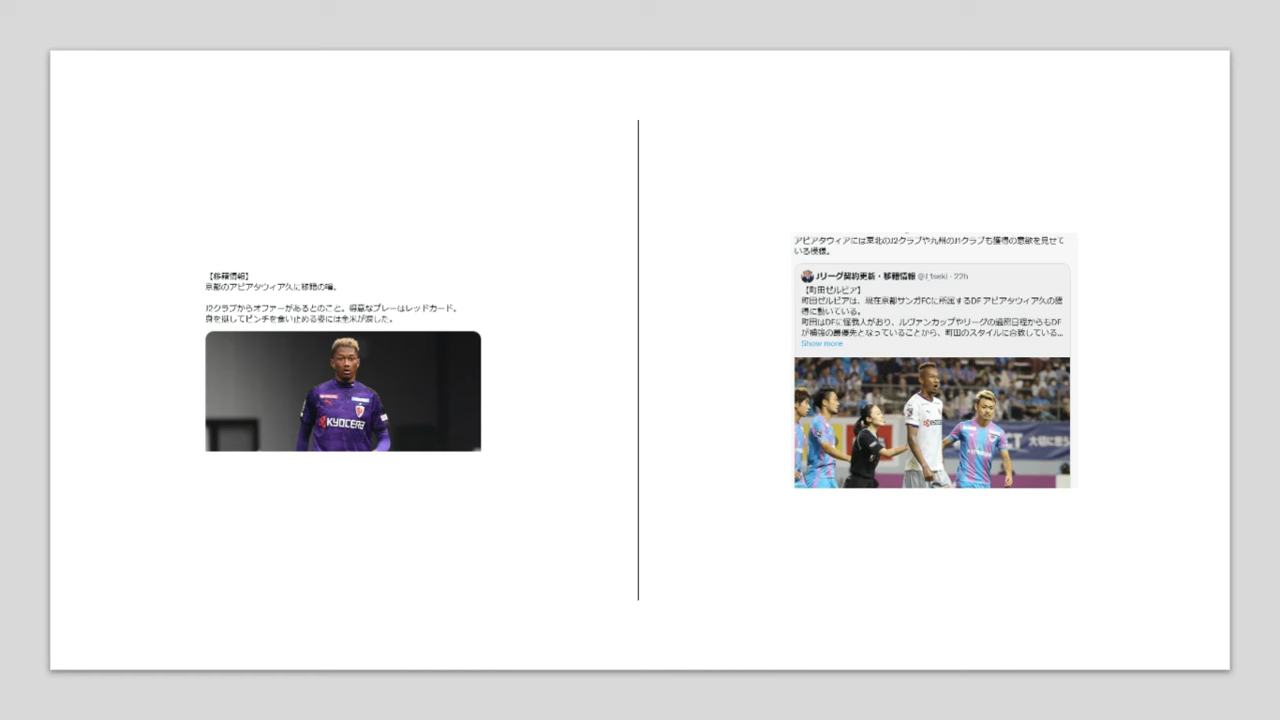 【移籍情報】
京都のアピアタウィア久に移籍の噂。
J2クラブからオファーがあるとのこと。得意なプレーはレッドカード。
身を挺してピンチを食い止める姿には全米が涙した。
KYOCERA
アピアタウィアには東北のJ2クラブや九州のJ1クラブも獲得の意欲を見せて
いる模様。
Jリーグ契約更新・移籍情報 @J_tseki · 22h
【町田ゼルビア】
町田ゼルビアは、現在京都サンガFCに所属するDFアピアタウィア久の獲
得に動いている。
町田はDFに怪我人がおり、ルヴァンカップやリーグの過密日程からもDF
が補強の最優先となっていることから、町田のスタイルに合致している...
Show more
大切に思う